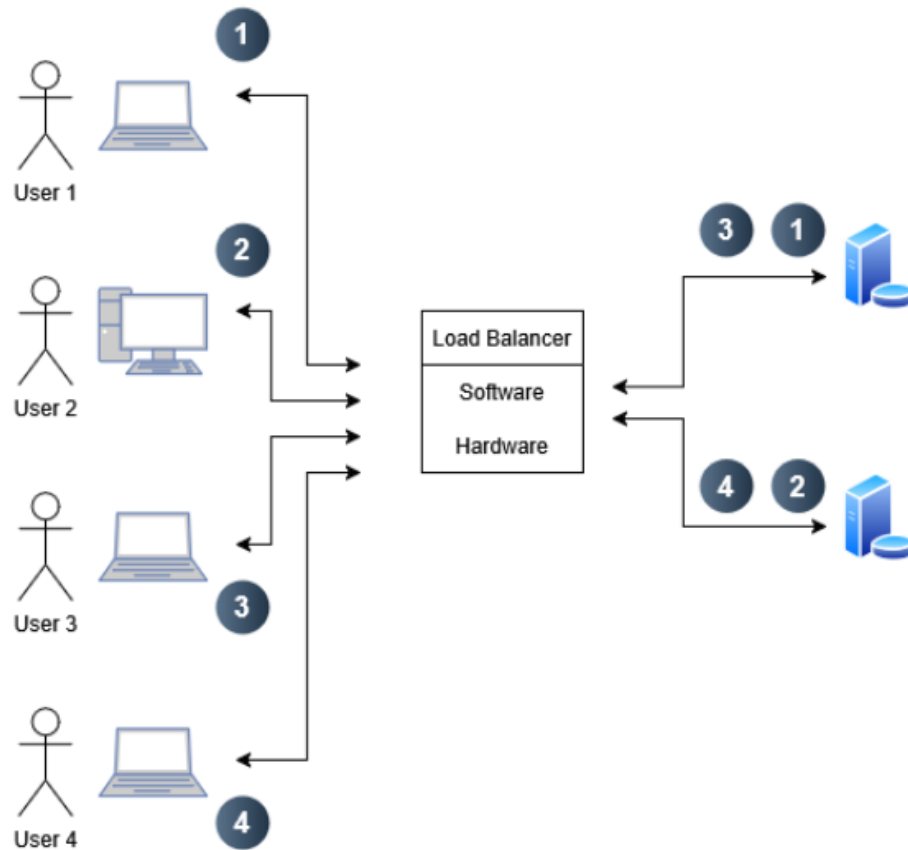 1
User 1
2
User 2
3
User 3
4
User 4
Load Balancer
Software
Hardware
3 1
4 2